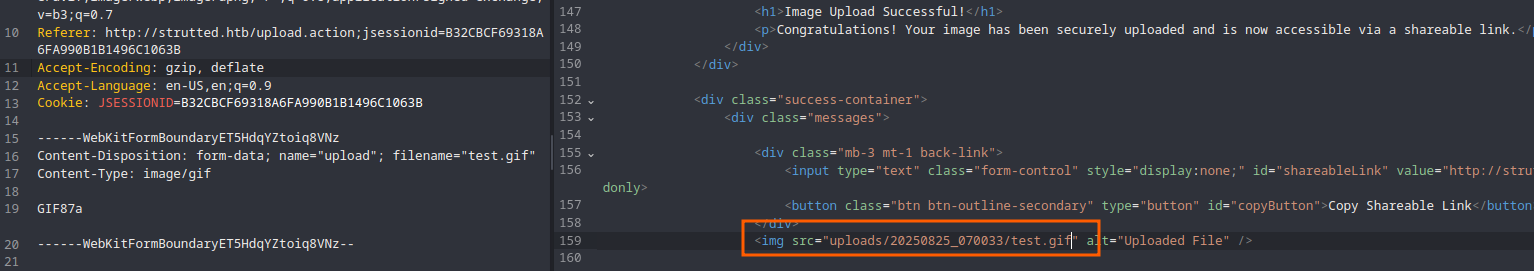 v=b3;q=0.7
10 Referer: http://strutted.htb/upload.action;jsessionid=B32CBCF69318A
6FA990B1B1496C1063B
11 Accept-Encoding: gzip, deflate
12 Accept-Language: en-US,en;q=0.9
13 Cookie: JSESSIONID=B32CBCF69318A6FA990B1B1496C1063B
14
15 ------WebKitFormBoundaryET5HdqYZtoiq8VNz
16 Content-Disposition: form-data; name="upload"; filename="test.gif"
17 Content-Type: image/gif
18
19 GIF87a
20 ------WebKitFormBoundaryET5HdqYZtoiq8VNz--
21
147 <h1>Image Upload Successful!</h1>
148 <p>Congratulations! Your image has been securely uploaded and is now accessible via a shareable link.</
149 </div>
150 </div>
151
152 <div class="success-container">
153 <div class="messages">
154
155 <div class="mb-3 mt-1 back-link">
156 <input type="text" class="form-control" style="display:none;" id="shareableLink" value="http://stru
donly>
157 <button class="btn btn-outline-secondary" type="button" id="copyButton">Copy Shareable Link</button
158 </div>
159 <img src="uploads/20250825_070033/test.gif" alt="Uploaded File" />
160